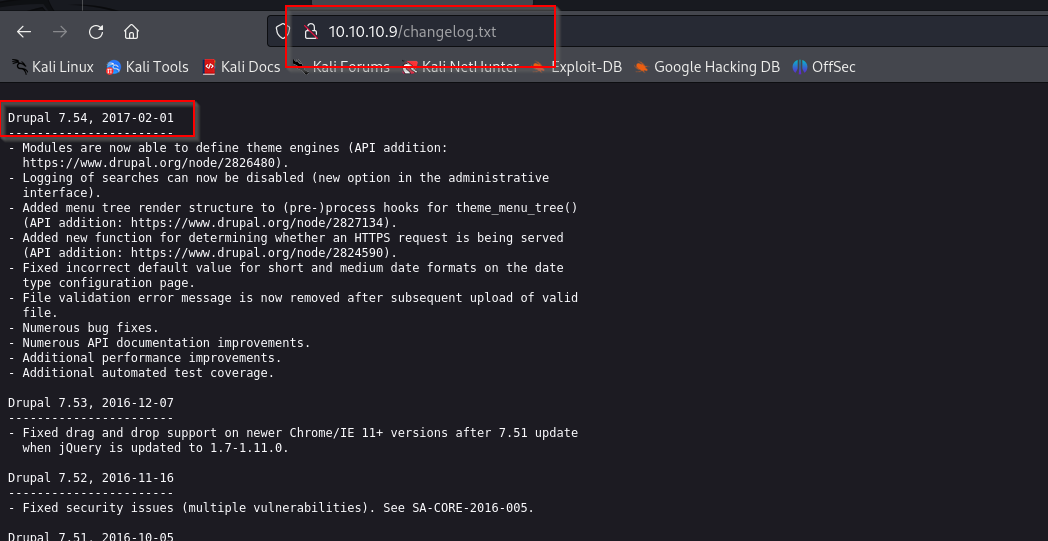 10.10.10.9/changelog.txt
Kali Linux Kali Tools Kali Docs Kali Forums Kali NetHunter Exploit-DB Google Hacking DB OffSec
Drupal 7.54, 2017-02-01
-----------------------
- Modules are now able to define theme engines (API addition:
  https://www.drupal.org/node/2826480).
- Logging of searches can now be disabled (new option in the administrative
  interface).
- Added menu tree render structure to (pre-)process hooks for theme_menu_tree()
  (API addition: https://www.drupal.org/node/2827134).
- Added new function for determining whether an HTTPS request is being served
  (API addition: https://www.drupal.org/node/2824590).
- Fixed incorrect default value for short and medium date formats on the date
  type configuration page.
- File validation error message is now removed after subsequent upload of valid
  file.
- Numerous bug fixes.
- Numerous API documentation improvements.
- Additional performance improvements.
- Additional automated test coverage.
Drupal 7.53, 2016-12-07
-----------------------
- Fixed drag and drop support on newer Chrome/IE 11+ versions after 7.51 update
  when jQuery is updated to 1.7-1.11.0.
Drupal 7.52, 2016-11-16
-----------------------
- Fixed security issues (multiple vulnerabilities). See SA-CORE-2016-005.
Drupal 7.51, 2016-10-05